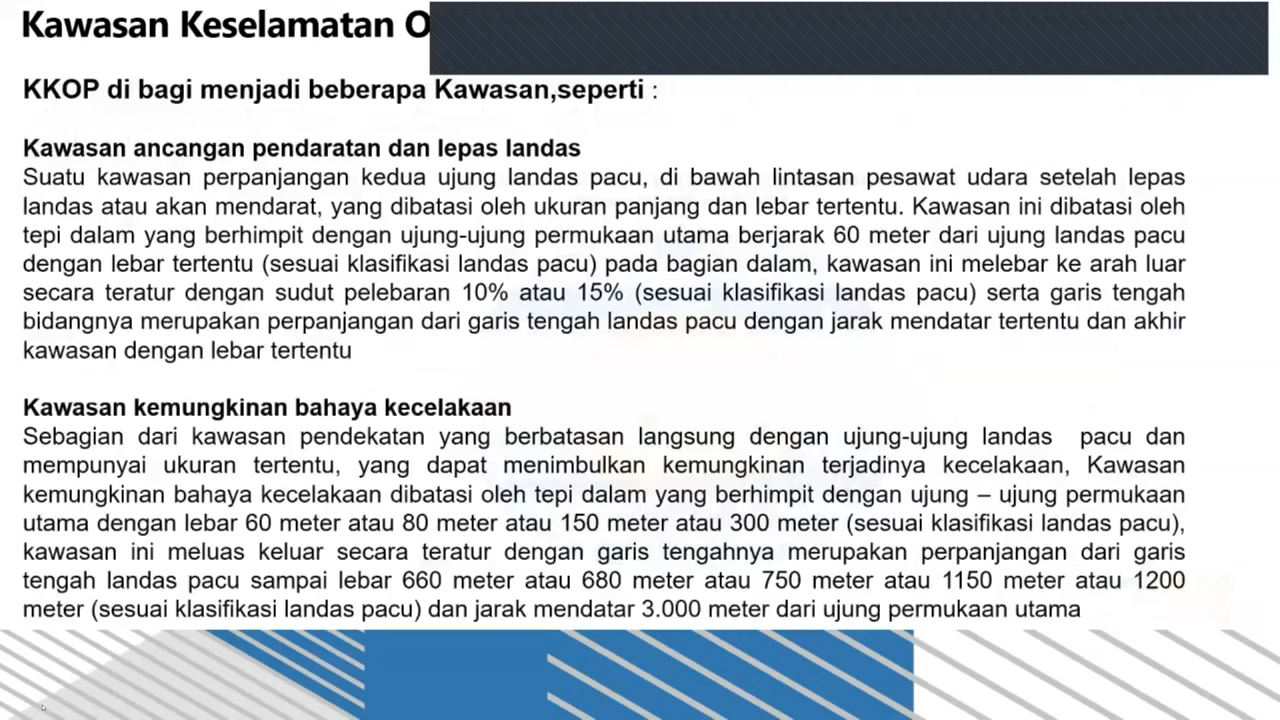 Kawasan Keselamatan O
KKOP di bagi menjadi beberapa Kawasan,seperti :
Kawasan ancangan pendaratan dan lepas landas
Suatu kawasan perpanjangan kedua ujung landas pacu, di bawah lintasan pesawat udara setelah lepas
landas atau akan mendarat, yang dibatasi oleh ukuran panjang dan lebar tertentu. Kawasan ini dibatasi oleh
tepi dalam yang berhimpit dengan ujung-ujung permukaan utama berjarak 60 meter dari ujung landas pacu
dengan lebar tertentu (sesuai klasifikasi landas pacu) pada bagian dalam, kawasan ini melebar ke arah luar
secara teratur dengan sudut pelebaran 10% atau 15% (sesuai klasifikasi landas pacu) serta garis tengah
bidangnya merupakan perpanjangan dari garis tengah landas pacu dengan jarak mendatar tertentu dan akhir
kawasan dengan lebar tertentu
Kawasan kemungkinan bahaya kecelakaan
Sebagian dari kawasan pendekatan yang berbatasan langsung dengan ujung-ujung landas pacu dan
mempunyai ukuran tertentu, yang dapat menimbulkan kemungkinan terjadinya kecelakaan, Kawasan
kemungkinan bahaya kecelakaan dibatasi oleh tepi dalam yang berhimpit dengan ujung – ujung permukaan
utama dengan lebar 60 meter atau 80 meter atau 150 meter atau 300 meter (sesuai klasifikasi landas pacu),
kawasan ini meluas keluar secara teratur dengan garis tengahnya merupakan perpanjangan dari garis
tengah landas pacu sampai lebar 660 meter atau 680 meter atau 750 meter atau 1150 meter atau 1200
meter (sesuai klasifikasi landas pacu) dan jarak mendatar 3.000 meter dari ujung permukaan utama